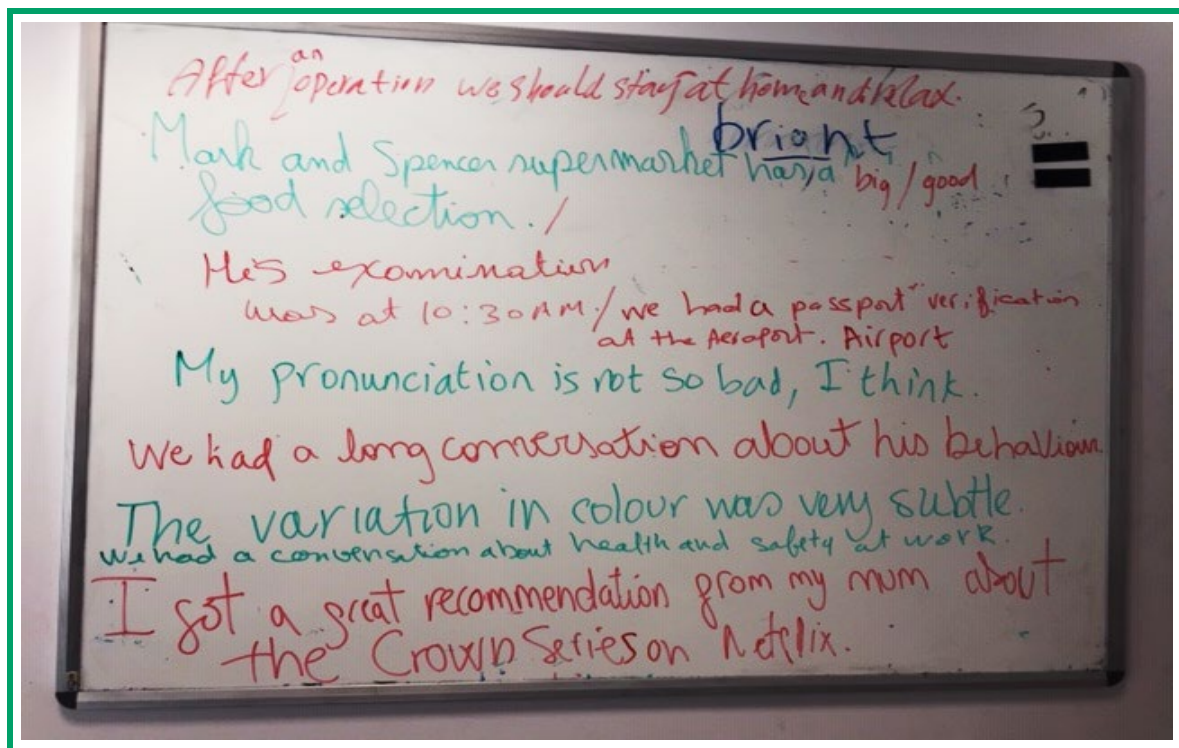 an
After operation we should stay at home and relax.
bright
Mark and Spencer supermarket has a big / good
food selection. /
His examination
was at 10:30 AM. / we had a passport verification
at the Aeroport. Airport
My pronunciation is not so bad, I think.
We had a long conversation about his behaviour.
The variation in colour was very subtle.
We had a conversation about health and safety at work.
I got a great recommendation from my mum about
the Crown Series on Netflix.